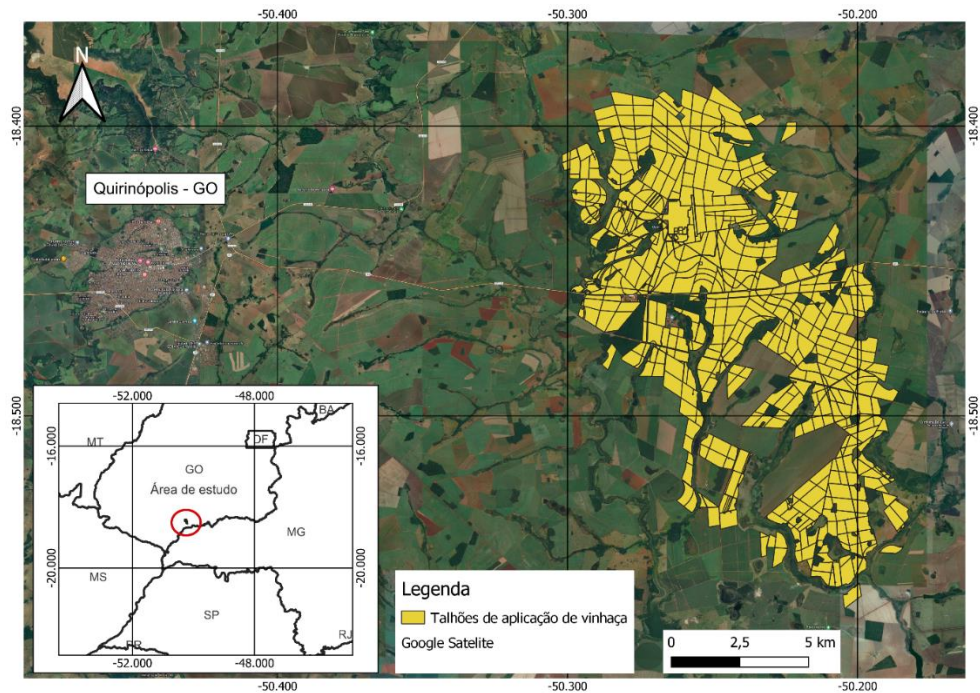 -50.400
-50.300
-50.200
N
-18.400
-18.400
Quirinópolis - GO
-18.500
-18.500
-52.000
-48.000
BA
-16.000
DF
-16.000
MT
GO
Área de estudo
MG
-20.000
-20.000
MS
SP
PR
RJ
-52.000
-48.000
Legenda
Talhões de aplicação de vinhaça
Google Satelite
0
2,5
5 km
-50.400
-50.300
-50.200